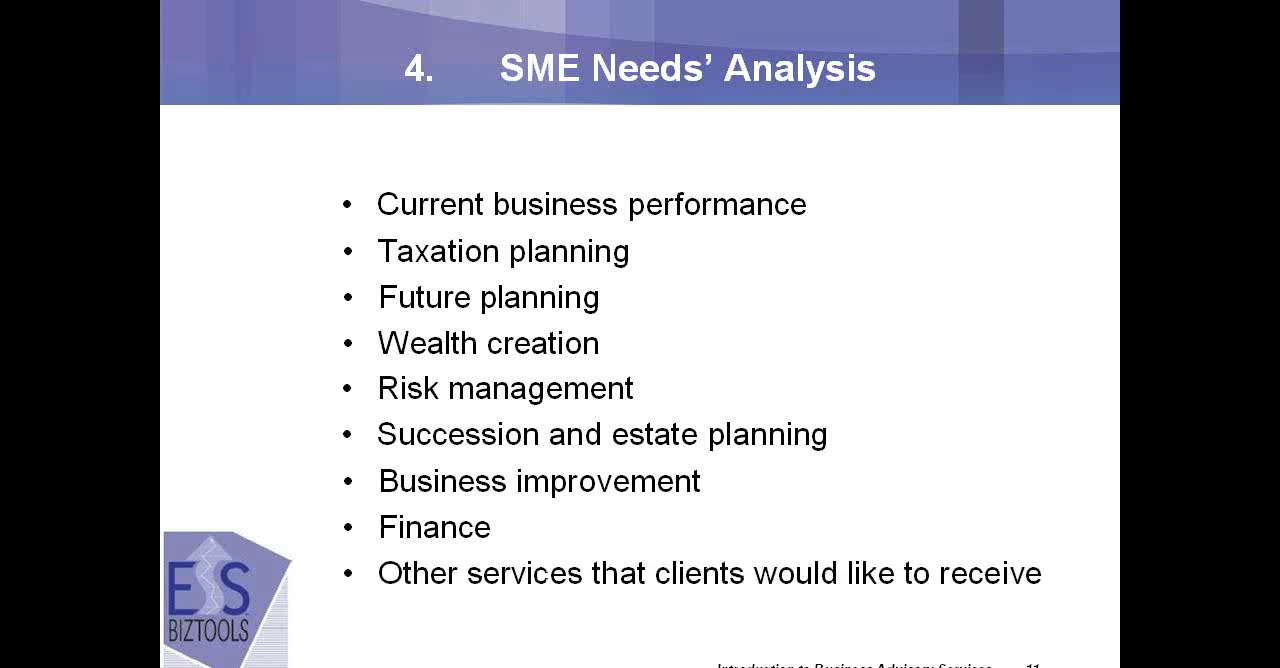 4. SME Needs’ Analysis
• Current business performance
• Taxation planning
• Future planning
• Wealth creation
• Risk management
• Succession and estate planning
• Business improvement
• Finance
• Other services that clients would like to receive
ESS
BIZTOOLS
Introduction to Business Advisory Services 11